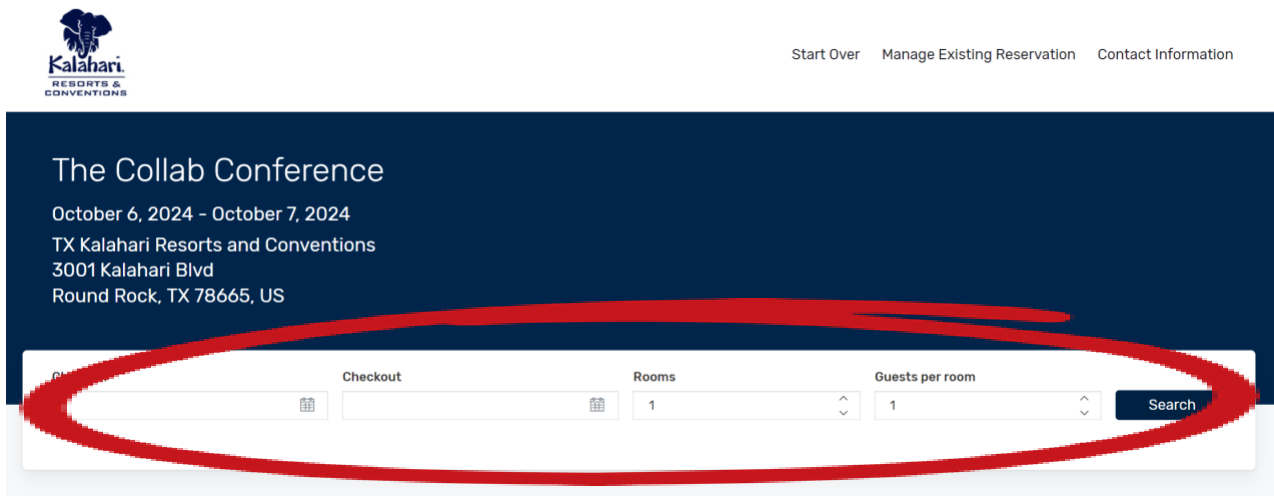 Kalahari.
RESORTS &
CONVENTIONS
Start Over Manage Existing Reservation Contact Information
The Collab Conference
October 6, 2024 - October 7, 2024
TX Kalahari Resorts and Conventions
3001 Kalahari Blvd
Round Rock, TX 78665, US
Checkout Rooms Guests per room
1 1 Search